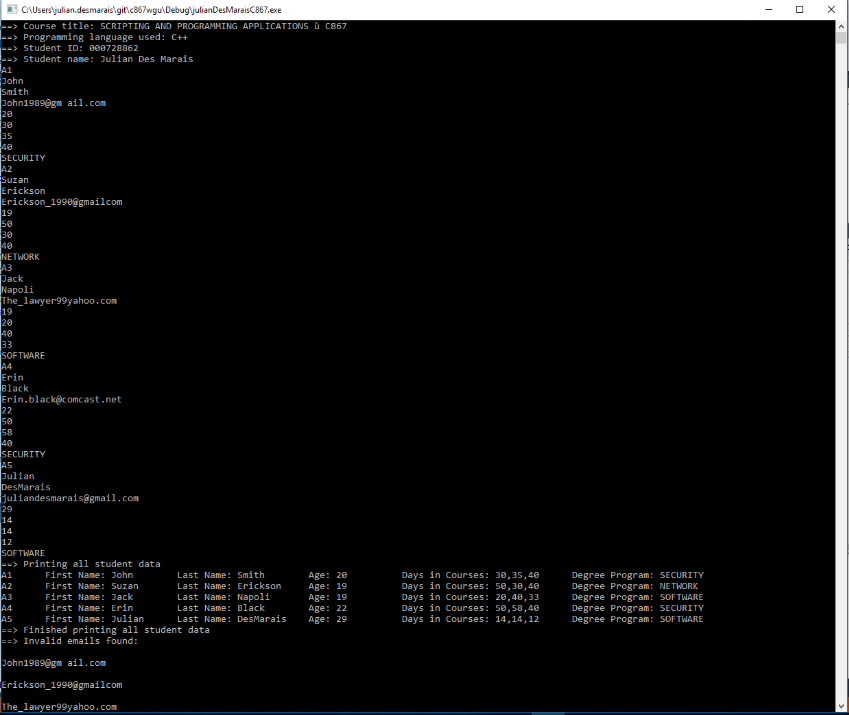 C:\Users\julian.desmarais\git\c867wgu\Debug\julianDesMaraisC867.exe
==> Course title: SCRIPTING AND PROGRAMMING APPLICATIONS ù C867
==> Programming language used: C++
==> Student ID: 000728862
==> Student name: Julian Des Marais
A1
John
Smith
John1989@gm ail.com
20
30
35
40
SECURITY
A2
Suzan
Erickson
Erickson_1990@gmailcom
19
50
30
40
NETWORK
A3
Jack
Napoli
The_lawyer99yahoo.com
19
20
40
33
SOFTWARE
A4
Erin
Black
Erin.black@comcast.net
22
50
58
40
SECURITY
A5
Julian
DesMarais
juliandesmarais@gmail.com
29
14
14
12
SOFTWARE
==> Printing all student data
A1 First Name: John Last Name: Smith Age: 20 Days in Courses: 30,35,40 Degree Program: SECURITY
A2 First Name: Suzan Last Name: Erickson Age: 19 Days in Courses: 50,30,40 Degree Program: NETWORK
A3 First Name: Jack Last Name: Napoli Age: 19 Days in Courses: 20,40,33 Degree Program: SOFTWARE
A4 First Name: Erin Last Name: Black Age: 22 Days in Courses: 50,58,40 Degree Program: SECURITY
A5 First Name: Julian Last Name: DesMarais Age: 29 Days in Courses: 14,14,12 Degree Program: SOFTWARE
==> Finished printing all student data
==> Invalid emails found:
John1989@gm ail.com
Erickson_1990@gmailcom
The_lawyer99yahoo.com